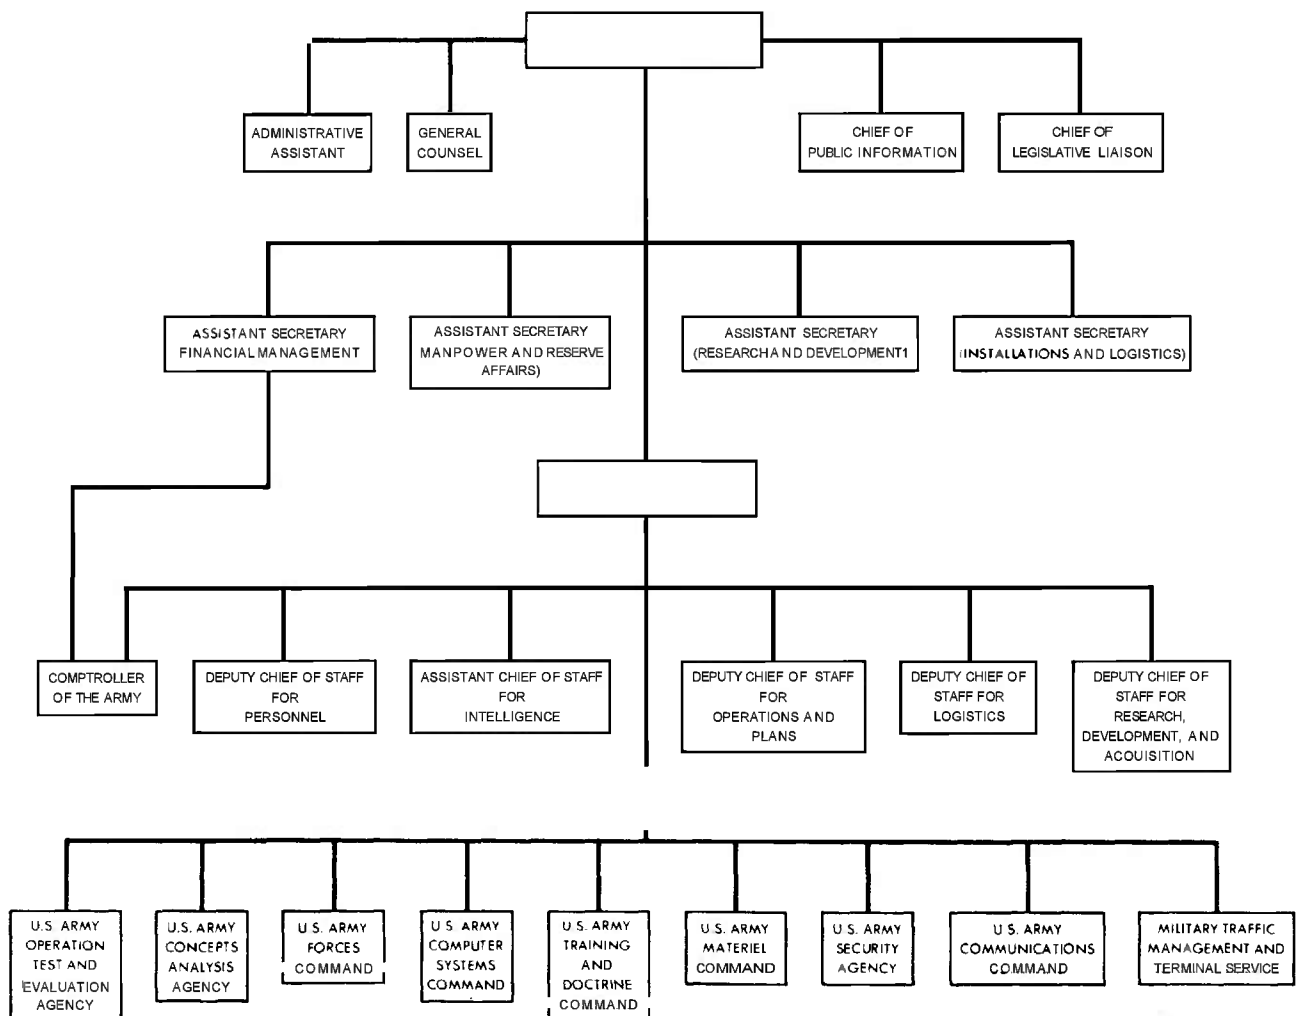 ADMINISTRATIVE
ASSISTANT
GENERAL
COUNSEL
CHIEF OF
PUBLIC INFORMATION
CHIEF OF
LEGISLATIVE LIAISON
ASSISTANT SECRETARY
FINANCIAL MANAGEMENT
ASSISTANT SECRETARY
MANPOWER AND RESERVE
AFFAIRS)
ASSISTANT SECRETARY
(RESEARCH AND DEVELOPMENT1
ASSISTANT SECRETARY
(INSTALLATIONS AND LOGISTICS)
COMPTROLLER
OF THE ARMY
DEPUTY CHIEF OF STAFF
FOR
PERSONNEL
ASSISTANT CHIEF OF STAFF
FOR
INTELLIGENCE
DEPUTY CHIEF OF STAFF
FOR
OPERATIONS AND
PLANS
DEPUTY CHIEF OF
STAFF FOR
LOGISTICS
DEPUTY CHIEF OF
STAFF FOR
RESEARCH,
DEVELOPMENT, AND
ACOUISITION
U.S. ARMY
OPERATION
TEST AND
EVALUATION
AGENCY
U.S. ARMY
CONCEPTS
ANALYSIS
AGENCY
U.S. ARMY
FORCES
COMMAND
U.S. ARMY
COMPUTER
SYSTEMS
COMMAND
U.S. ARMY
TRAINING
AND
DOCTRINE
COMMAND
U.S. ARMY
MATERIEL
COMMAND
U.S. ARMY
SECURITY
AGENCY
U.S. ARMY
COMMUNICATIONS
COMMAND
MILITARY TRAFFIC
MANAGEMENT AND
TERMINAL SERVICE